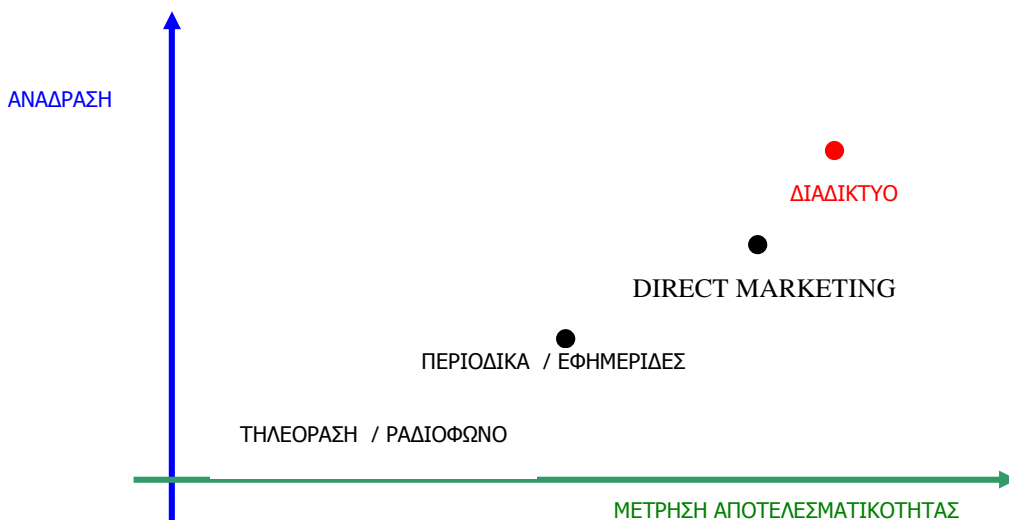 ΑΝΑΔΡΑΣΗ
ΔΙΑΔΙΚΤΥΟ
DIRECT MARKETING
ΠΕΡΙΟΔΙΚΑ / ΕΦΗΜΕΡΙΔΕΣ
ΤΗΛΕΟΡΑΣΗ / ΡΑΔΙΟΦΩΝΟ
ΜΕΤΡΗΣΗ ΑΠΟΤΕΛΕΣΜΑΤΙΚΟΤΗΤΑΣ